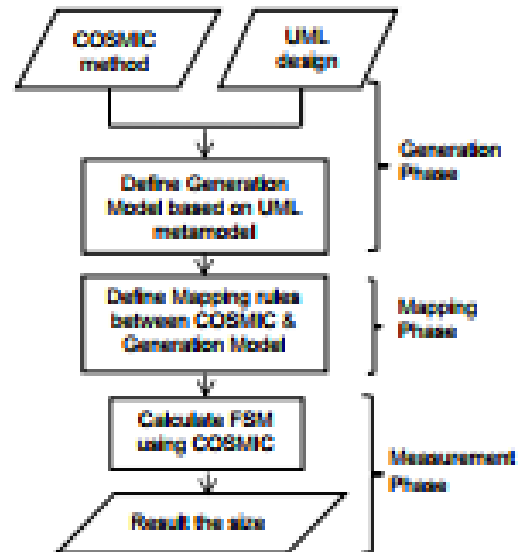 COSMIC
method
UML
design
Generation
Phase
Define Generation
Model based on UML
metamodel
Define Mapping rules
between COSMIC &
Generation Model
Mapping
Phase
Calculate FSM
using COSMIC
Measurement
Phase
Result the size